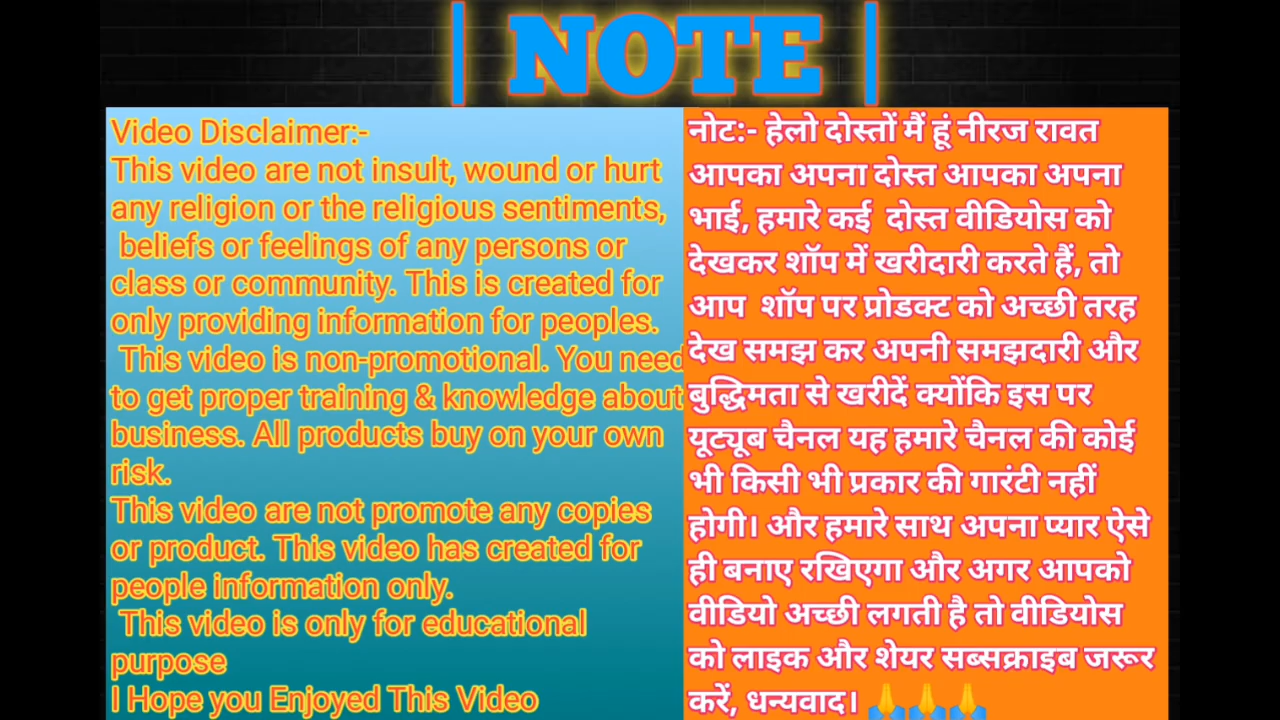 | NOTE |
Video Disclaimer:-
This video are not insult, wound or hurt
any religion or the religious sentiments,
beliefs or feelings of any persons or
class or community. This is created for
only providing information for peoples.
This video is non-promotional. You need
to get proper training & knowledge about
business. All products buy on your own
risk.
This video are not promote any copies
or product. This video has created for
people information only.
This video is only for educational
purpose
I Hope you Enjoyed This Video
नोट:- हेलो दोस्तों मैं हूं नीरज रावत
आपका अपना दोस्त आपका अपना
भाई, हमारे कई दोस्त वीडियोस को
देखकर शॉप में खरीदारी करते हैं, तो
आप शॉप पर प्रोडक्ट को अच्छी तरह
देख समझ कर अपनी समझदारी और
बुद्धिमता से खरीदें क्योंकि इस पर
यूट्यूब चैनल यह हमारे चैनल की कोई
भी किसी भी प्रकार की गारंटी नहीं
होगी। और हमारे साथ अपना प्यार ऐसे
ही बनाए रखिएगा और अगर आपको
वीडियो अच्छी लगती है तो वीडियोस
को लाइक और शेयर सब्सक्राइब जरूर
करें, धन्यवाद। 🙏🙏🙏